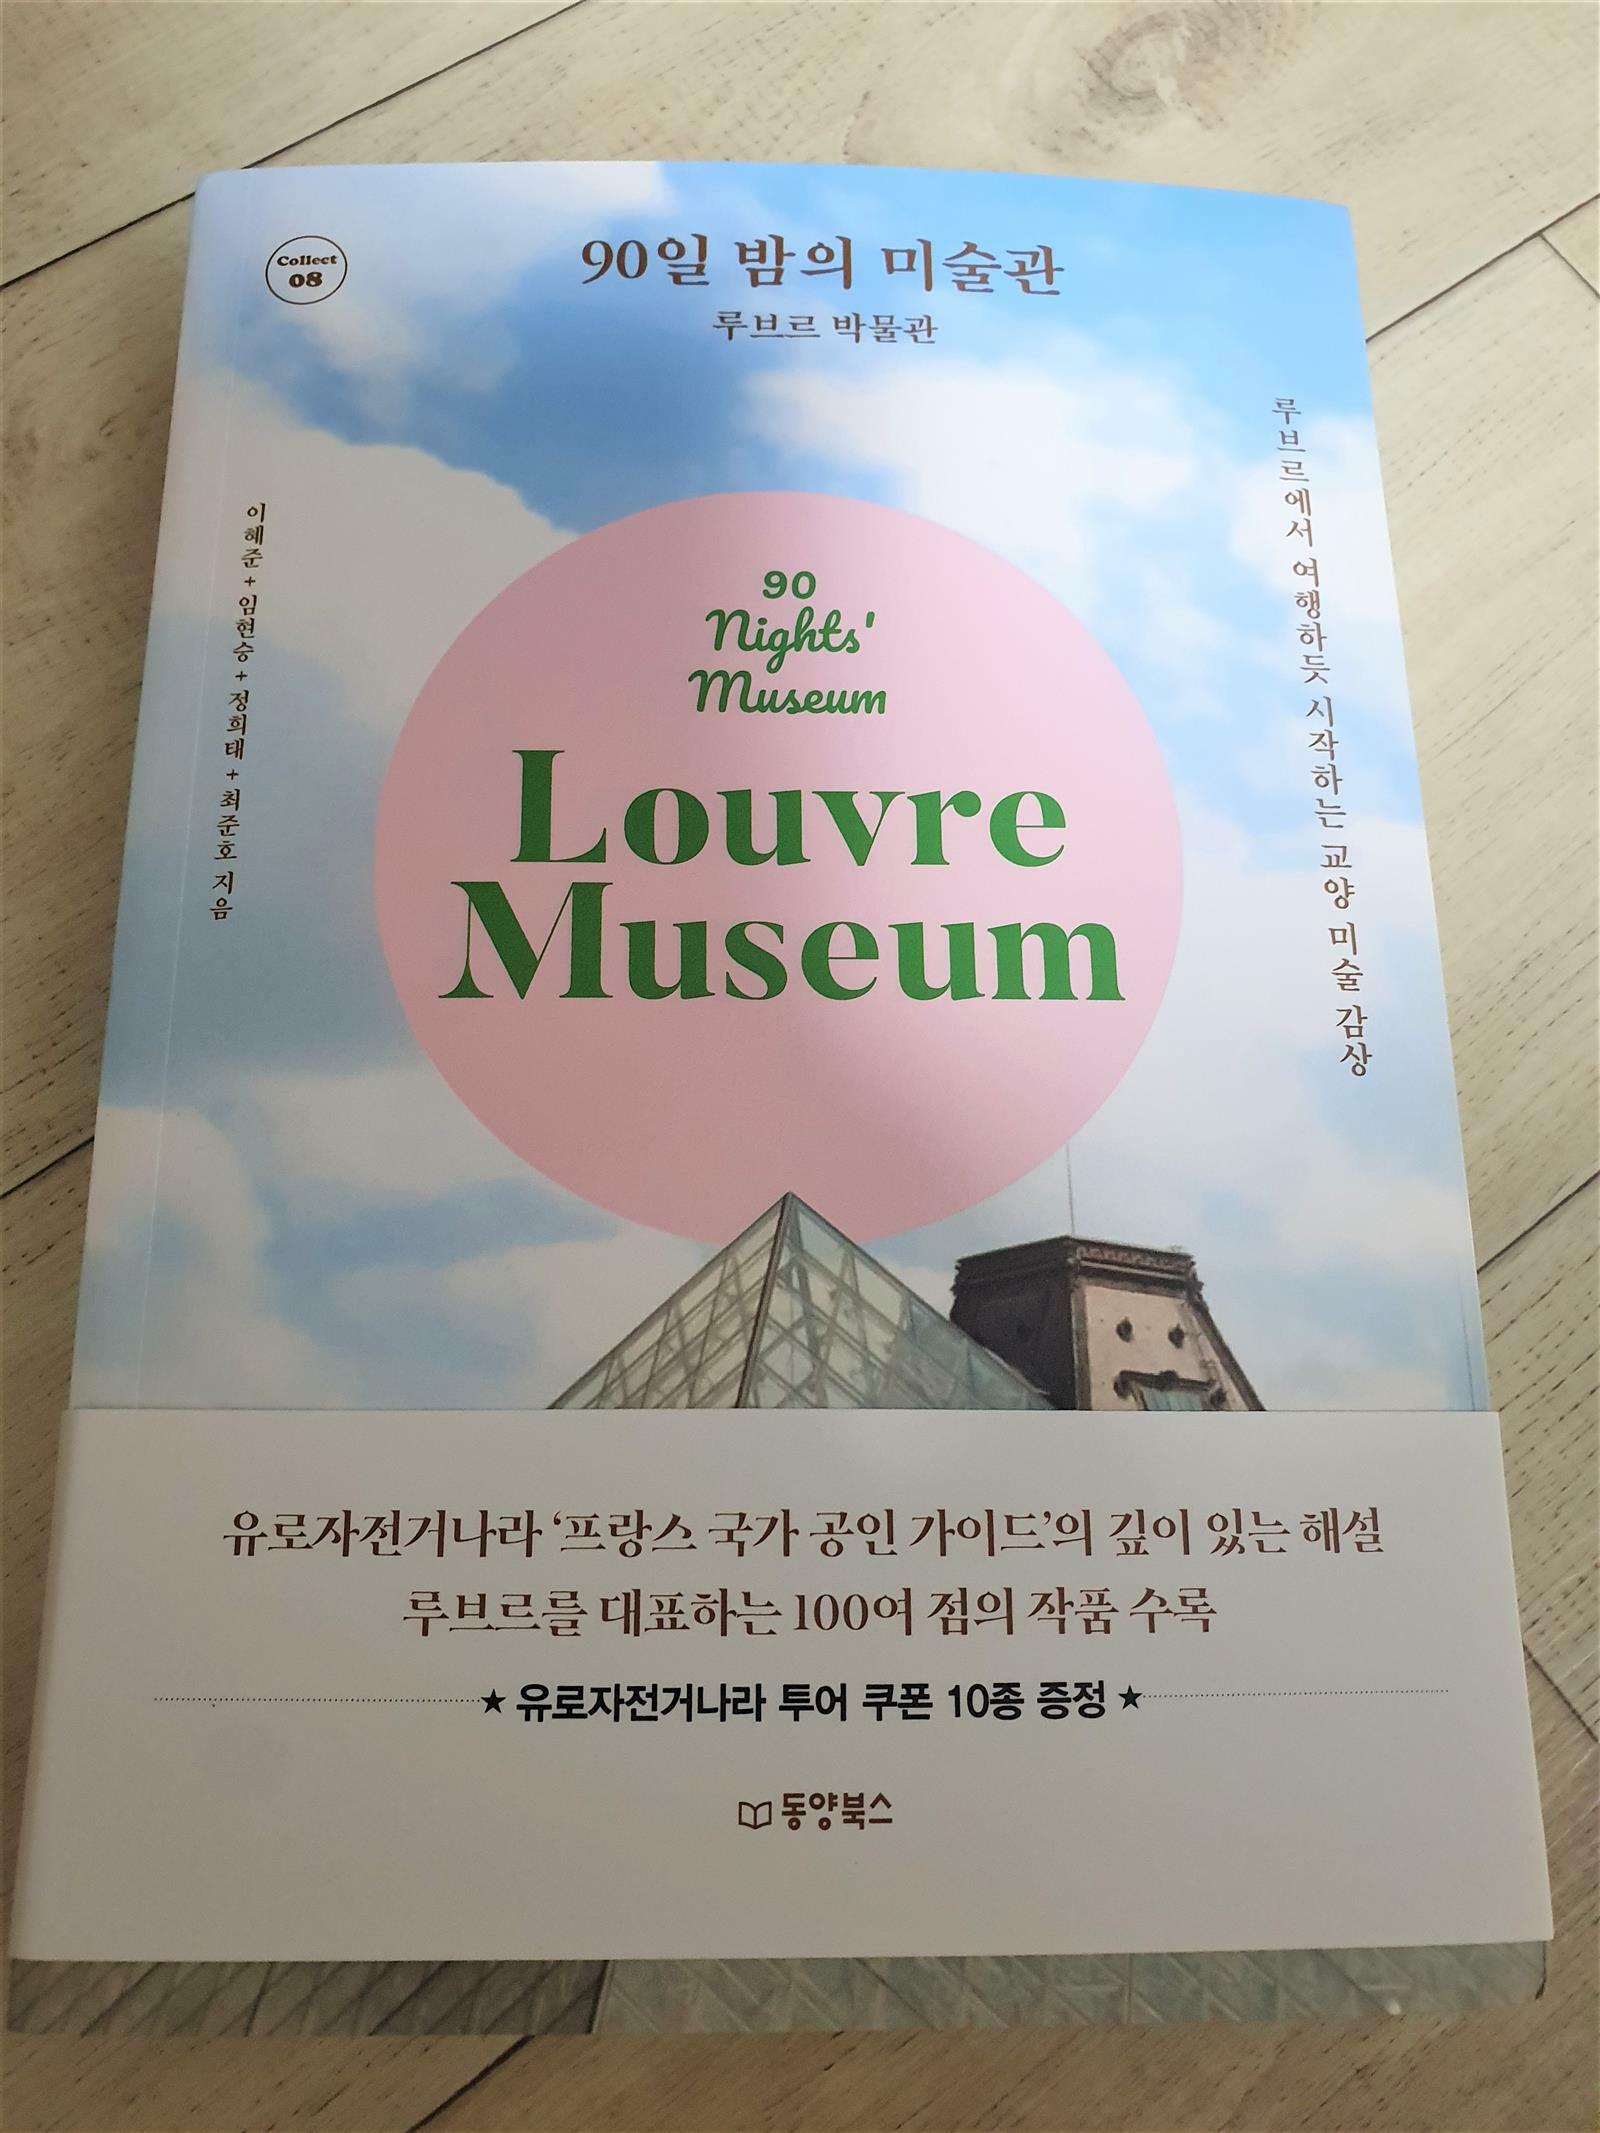 Collect
08
90일 밤의 미술관
루브르 박물관
루브르에서 여행하듯 시작하는 교양 미술 감상
이혜준+임현승+정희태+최준호 지음
90
Nights'
Museum
Louvre
Museum
유로자전거나라 ‘프랑스 국가 공인 가이드’의 깊이 있는 해설
루브르를 대표하는 100여 점의 작품 수록
★ 유로자전거나라 투어 쿠폰 10종 증정 ★
동양북스